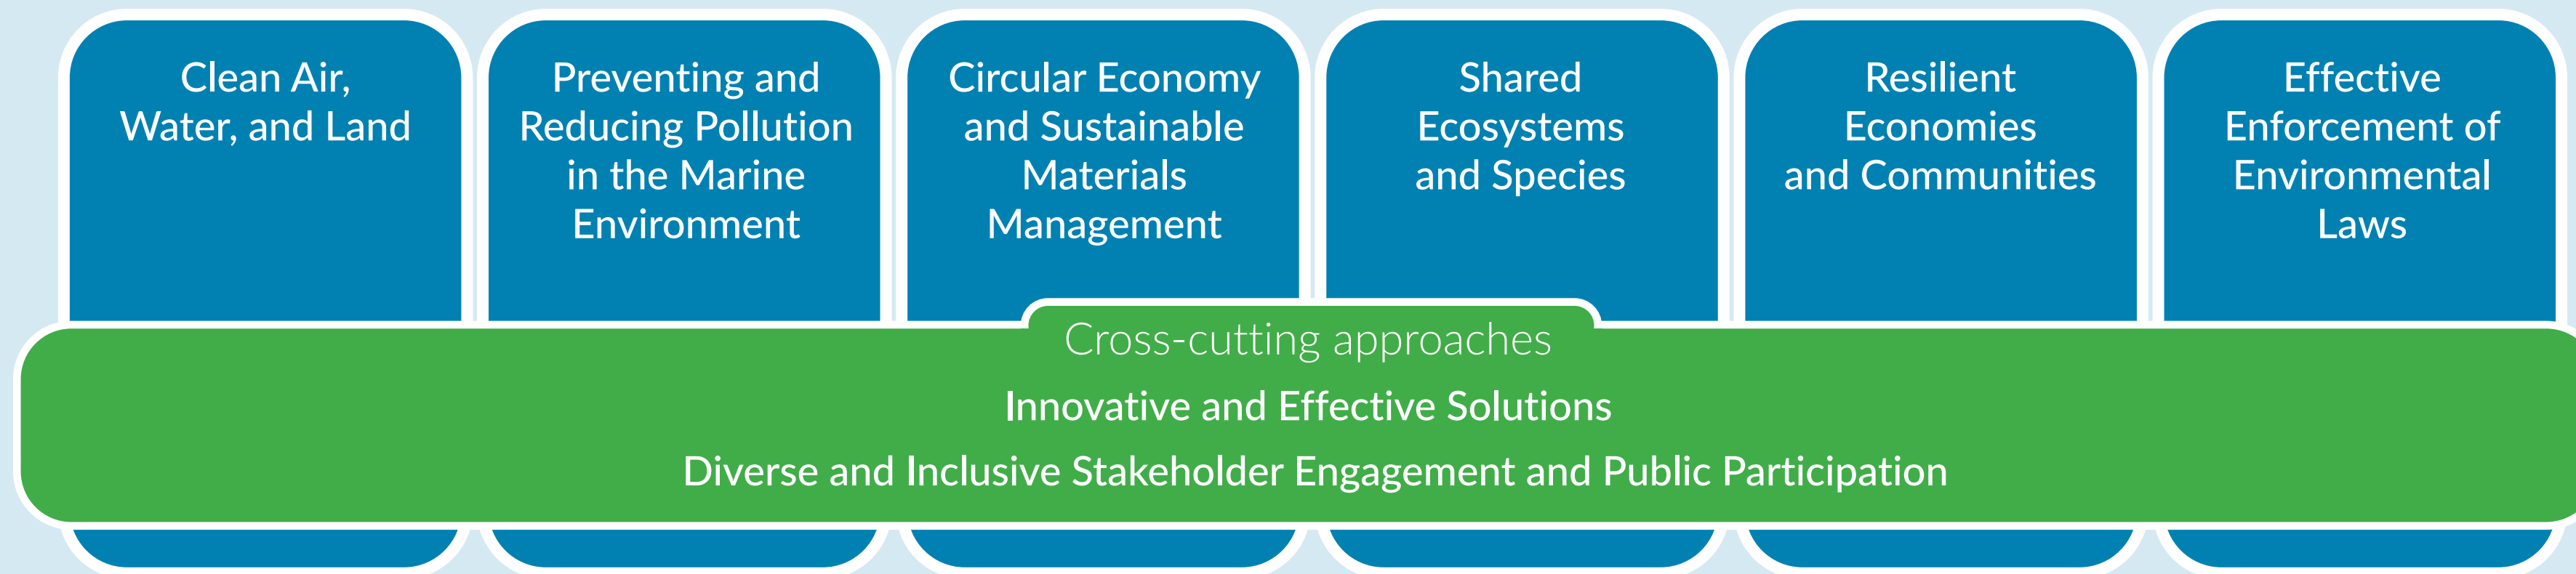 Clean Air,
Water, and Land
Preventing and
Reducing Pollution
in the Marine
Environment
Circular Economy
and Sustainable
Materials
Management
Shared
Ecosystems
and Species
Resilient
Economies
and Communities
Effective
Enforcement of
Environmental
Laws
Cross-cutting approaches
Innovative and Effective Solutions
Diverse and Inclusive Stakeholder Engagement and Public Participation